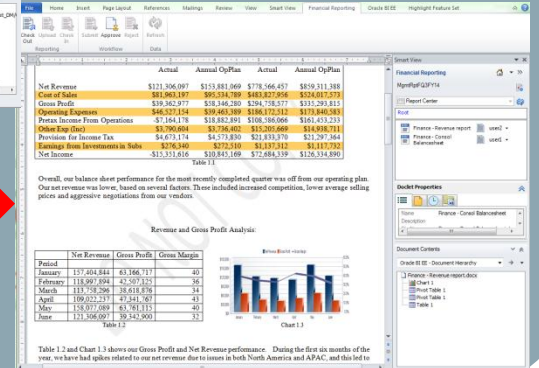 File Home Insert Page Layout References Mailings Review View Smart View Financial Reporting Oracle BI EE Highlight Feature Set
Check Out Upload Check In Submit Approve Reject Refresh
Reporting Workflow Data
Actual Annual OpPlan Actual Annual OpPlan
Net Revenue $121,306,097 $153,881,069 $778,566,457 $859,311,388
Cost of Sales $81,963,197 $95,534,789 $483,827,956 $524,017,573
Gross Profit $39,362,977 $58,346,280 $294,758,577 $335,293,815
Operating Expenses $46,527,154 $39,463,389 $186,172,512 $173,840,583
Pretax Income From Operations -$7,164,178 $18,882,891 $108,586,066 $161,453,233
Other Exp (Inc) $3,790,604 $3,736,402 $15,205,669 $14,938,711
Provision for Income Tax $4,673,174 $4,573,830 $21,833,370 $21,297,364
Earnings from Investments in Subs $276,340 $272,510 $1,137,312 $1,117,732
Net Income -$15,351,616 $10,845,169 $72,684,339 $126,334,890
Table 1.1
Overall, our balance sheet performance for the most recently completed quarter was off from our operating plan.
Our net revenue was lower, based on several factors. These included increased competition, lower average selling
prices and aggressive negotiations from our vendors.
Revenue and Gross Profit Analysis:
Net Revenue Gross Profit Gross Margin
Period
January 157,404,844 63,166,717 40
February 118,997,894 42,507,125 36
March 113,758,296 38,618,876 34
April 109,022,237 47,341,767 43
May 158,077,089 63,761,115 40
June 121,306,097 39,342,900 32
Table 1.2
Chart 1.3
Table 1.2 and Chart 1.3 shows our Gross Profit and Net Revenue performance. During the first six months of the
year, we have had spikes related to our net revenue due to issues in both North America and APAC, and this led to
Smart View
Financial Reporting
MgmtRptFQ3FY14
Report Center
Root
Finance - Revenue report user2
Finance - Consol Balancesheet user1
Doclet Properties
Name Finance - Consol Balancesheet
Description
Document Contents
Oracle BI EE - Document Hierarchy
Finance - Revenue report.docx
Chart 1
Pivot Table 1
Pivot Table 1
Table 1